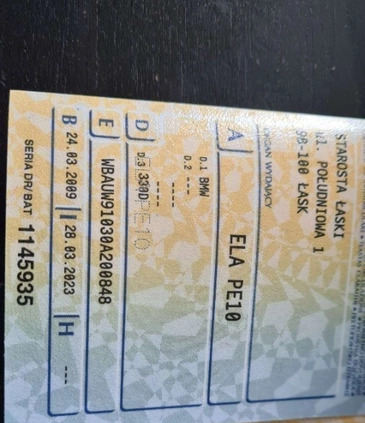 STAROSTA ŁASKI
ul. POŁUDNIOWA 1
98-100 ŁASK
ORGAN WYDAJĄCY
A ELA PE10
D.1 BMW
D.2 ---
----
----
D D.3 330D
E WBAUW91030A200848
B 24.03.2009 I 28.03.2023 H ---
SERIA DR/BAT 1145935